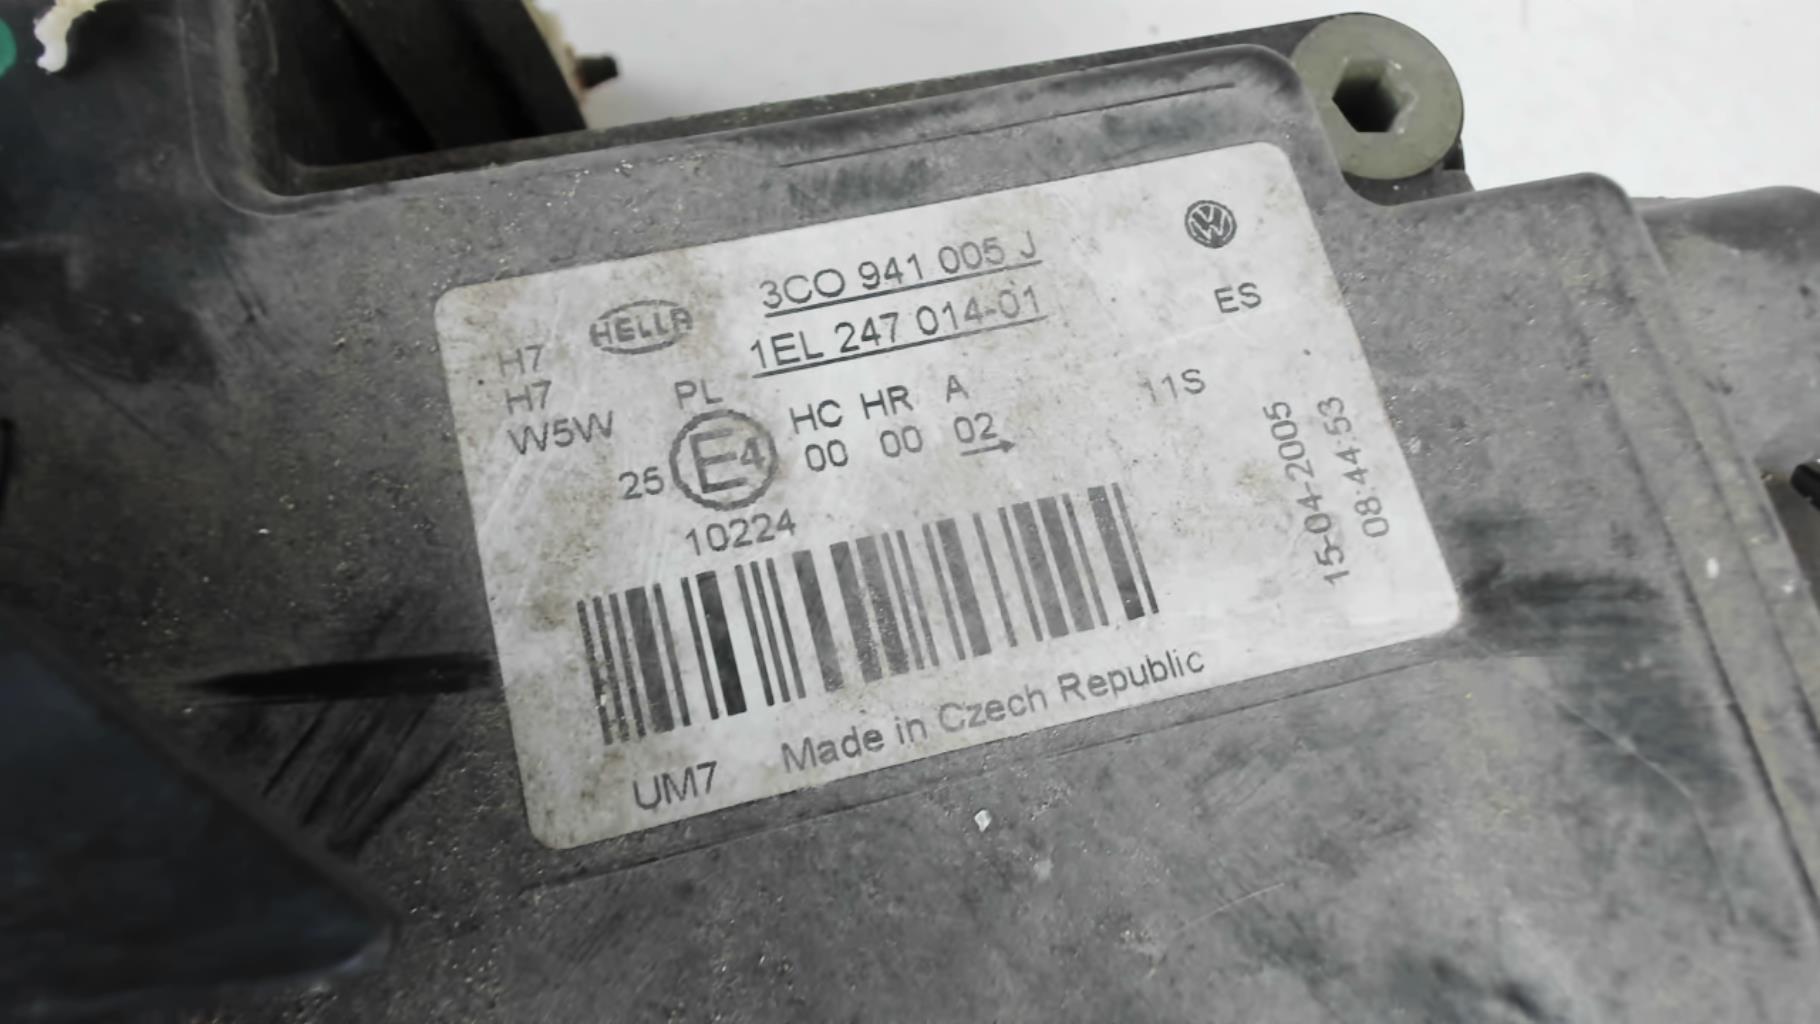 3CO 941 005 J
HELLA
1EL 247 014-01
ES
H7
H7
W5W
PL
HC HR A
11S
25 E4 00 00 02
10224
15-04-2005
08:44:53
Made in Czech Republic
UM7